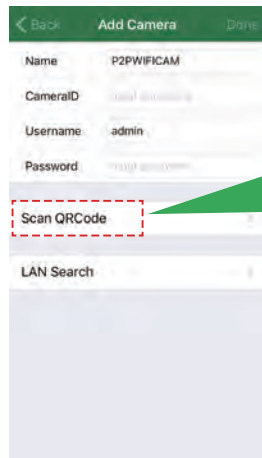 Back Add Camera Done
Name P2PWIFICAM
CameraID
Username admin
Password
Scan QRCode
LAN Search